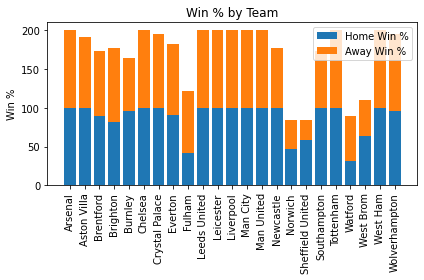 Win % by Team
Home Win %
Away Win %
Win %
200
150
100
50
0
Arsenal
Aston Villa
Brentford
Brighton
Burnley
Chelsea
Crystal Palace
Everton
Fulham
Leeds United
Leicester
Liverpool
Man City
Man United
Newcastle
Norwich
Sheffield United
Southampton
Tottenham
Watford
West Brom
West Ham
Wolverhampton